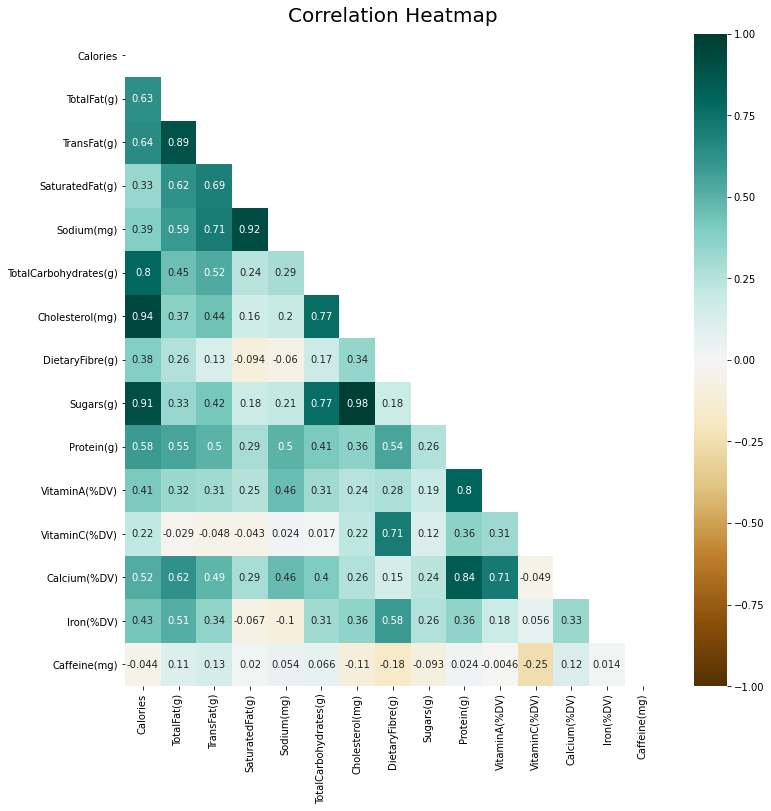 Correlation Heatmap
Calories
TotalFat(g) 0.63
TransFat(g) 0.64 0.89
SaturatedFat(g) 0.33 0.62 0.69
Sodium(mg) 0.39 0.59 0.71 0.92
TotalCarbohydrates(g) 0.8 0.45 0.52 0.24 0.29
Cholesterol(mg) 0.94 0.37 0.44 0.16 0.2 0.77
DietaryFibre(g) 0.38 0.26 0.13 -0.094 -0.06 0.17 0.34
Sugars(g) 0.91 0.33 0.42 0.18 0.21 0.77 0.98 0.18
Protein(g) 0.58 0.55 0.5 0.29 0.5 0.41 0.36 0.54 0.26
VitaminA(%DV) 0.41 0.32 0.31 0.25 0.46 0.31 0.24 0.28 0.19 0.8
VitaminC(%DV) 0.22 -0.029 -0.048 -0.043 0.024 0.017 0.22 0.71 0.12 0.36 0.31
Calcium(%DV) 0.52 0.62 0.49 0.29 0.46 0.4 0.26 0.15 0.24 0.84 0.71 -0.049
Iron(%DV) 0.43 0.51 0.34 -0.067 -0.1 0.31 0.36 0.58 0.26 0.36 0.18 0.056 0.33
Caffeine(mg) -0.044 0.11 0.13 0.02 0.054 0.066 -0.11 -0.18 -0.093 0.024 -0.0046 -0.25 0.12 0.014
Calories
TotalFat(g)
TransFat(g)
SaturatedFat(g)
Sodium(mg)
TotalCarbohydrates(g)
Cholesterol(mg)
DietaryFibre(g)
Sugars(g)
Protein(g)
VitaminA(%DV)
VitaminC(%DV)
Calcium(%DV)
Iron(%DV)
Caffeine(mg)
1.00
0.75
0.50
0.25
0.00
−0.25
−0.50
−0.75
−1.00